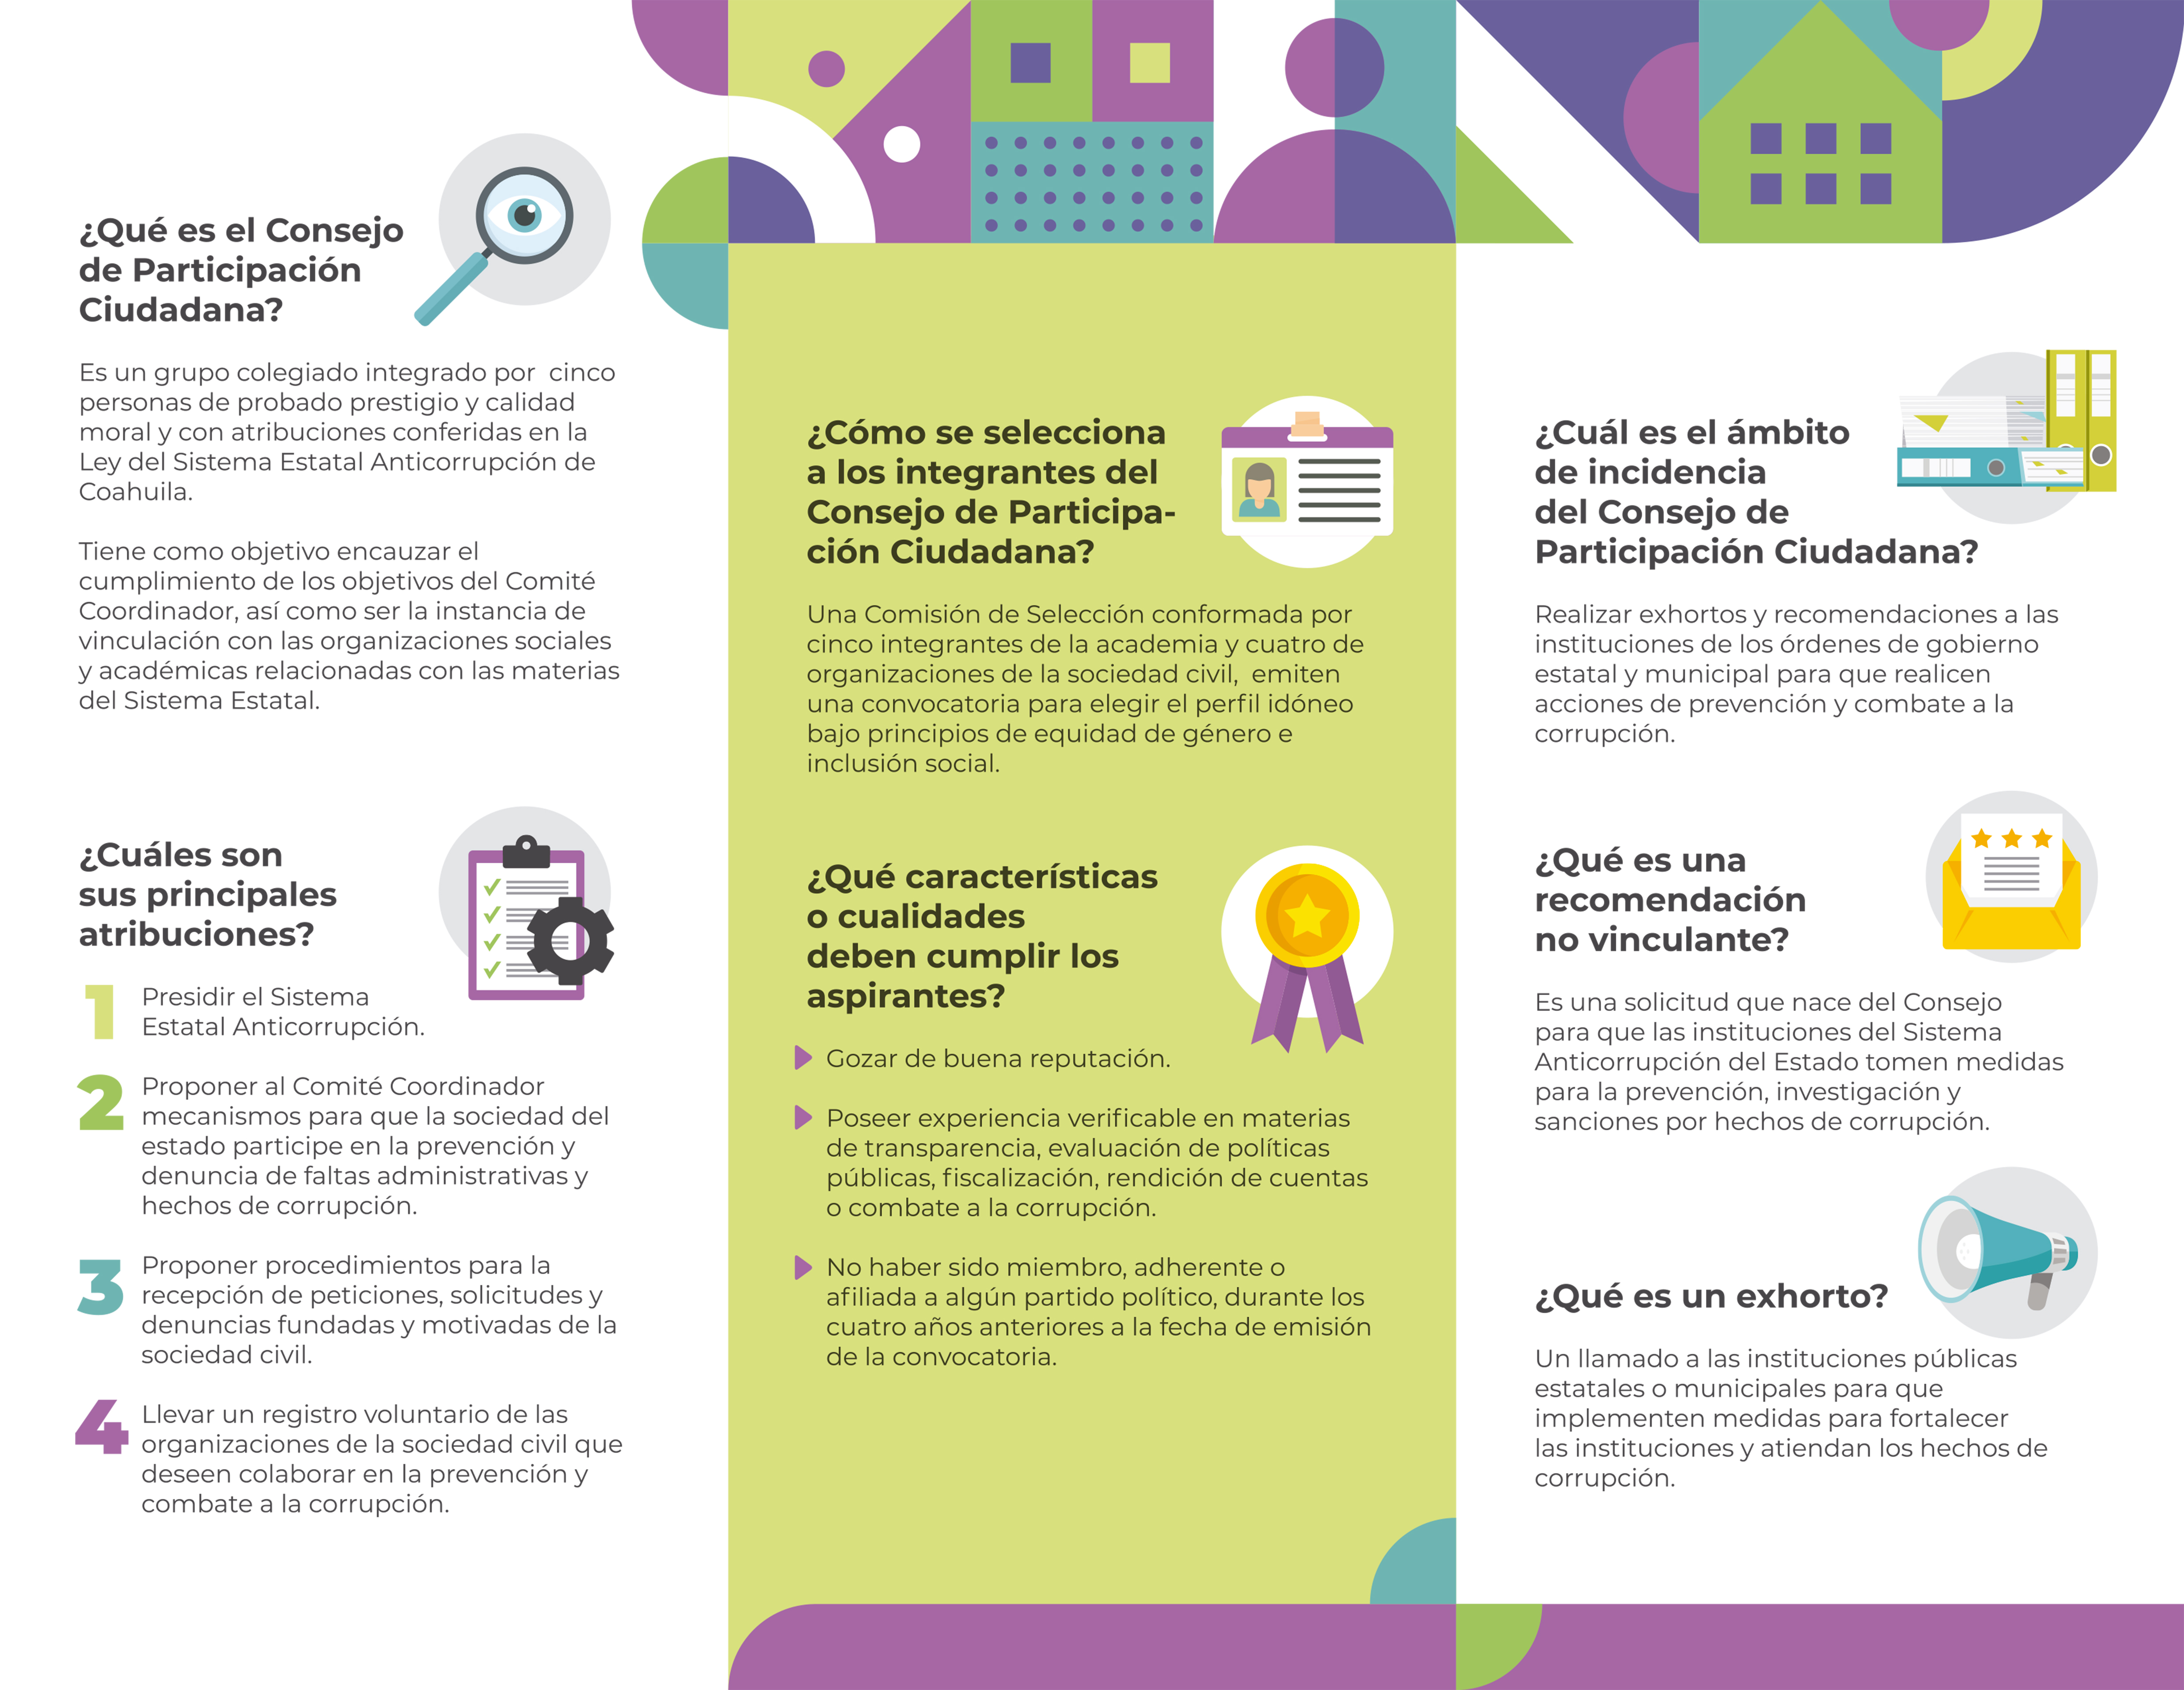 ¿Qué es el Consejo
de Participación
Ciudadana?
Es un grupo colegiado integrado por cinco
personas de probado prestigio y calidad
moral y con atribuciones conferidas en la
Ley del Sistema Estatal Anticorrupción de
Coahuila.
Tiene como objetivo encauzar el
cumplimiento de los objetivos del Comité
Coordinador, así como ser la instancia de
vinculación con las organizaciones sociales
y académicas relacionadas con las materias
del Sistema Estatal.
¿Cuáles son
sus principales
atribuciones?
1 Presidir el Sistema
Estatal Anticorrupción.
2 Proponer al Comité Coordinador
mecanismos para que la sociedad del
estado participe en la prevención y
denuncia de faltas administrativas y
hechos de corrupción.
3 Proponer procedimientos para la
recepción de peticiones, solicitudes y
denuncias fundadas y motivadas de la
sociedad civil.
4 Llevar un registro voluntario de las
organizaciones de la sociedad civil que
deseen colaborar en la prevención y
combate a la corrupción.
¿Cómo se selecciona
a los integrantes del
Consejo de Participa-
ción Ciudadana?
Una Comisión de Selección conformada por
cinco integrantes de la academia y cuatro de
organizaciones de la sociedad civil, emiten
una convocatoria para elegir el perfil idóneo
bajo principios de equidad de género e
inclusión social.
¿Qué características
o cualidades
deben cumplir los
aspirantes?
Gozar de buena reputación.
Poseer experiencia verificable en materias
de transparencia, evaluación de políticas
públicas, fiscalización, rendición de cuentas
o combate a la corrupción.
No haber sido miembro, adherente o
afiliada a algún partido político, durante los
cuatro años anteriores a la fecha de emisión
de la convocatoria.
¿Cuál es el ámbito
de incidencia
del Consejo de
Participación Ciudadana?
Realizar exhortos y recomendaciones a las
instituciones de los órdenes de gobierno
estatal y municipal para que realicen
acciones de prevención y combate a la
corrupción.
¿Qué es una
recomendación
no vinculante?
Es una solicitud que nace del Consejo
para que las instituciones del Sistema
Anticorrupción del Estado tomen medidas
para la prevención, investigación y
sanciones por hechos de corrupción.
¿Qué es un exhorto?
Un llamado a las instituciones públicas
estatales o municipales para que
implementen medidas para fortalecer
las instituciones y atiendan los hechos de
corrupción.